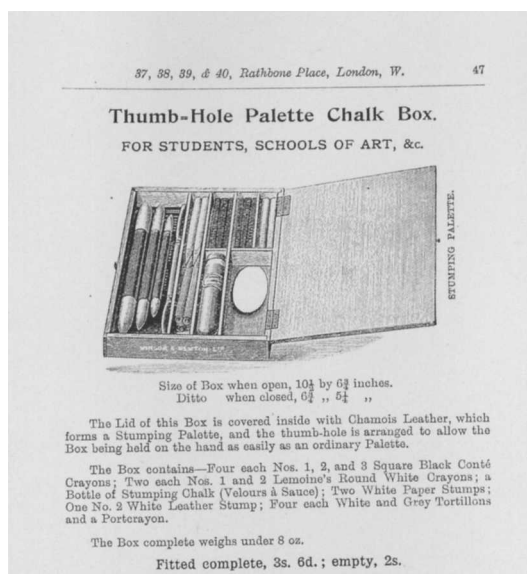 37, 38, 39, & 40, Rathbone Place, London, W. 47
Thumb=Hole Palette Chalk Box.
FOR STUDENTS, SCHOOLS OF ART, &c.
STUMPING PALETTE.
WINSOR & NEWTON, LTD
Size of Box when open, 10½ by 6¾ inches.
Ditto when closed, 6¾ „ 5¼ „
The Lid of this Box is covered inside with Chamois Leather, which
forms a Stumping Palette, and the thumb-hole is arranged to allow the
Box being held on the hand as easily as an ordinary Palette.
The Box contains—Four each Nos. 1, 2, and 3 Square Black Conté
Crayons; Two each Nos. 1 and 2 Lemoine's Round White Crayons; a
Bottle of Stumping Chalk (Velours à Sauce); Two White Paper Stumps;
One No. 2 White Leather Stump; Four each White and Grey Tortillons
and a Portcrayon.
The Box complete weighs under 8 oz.
Fitted complete, 3s. 6d.; empty, 2s.